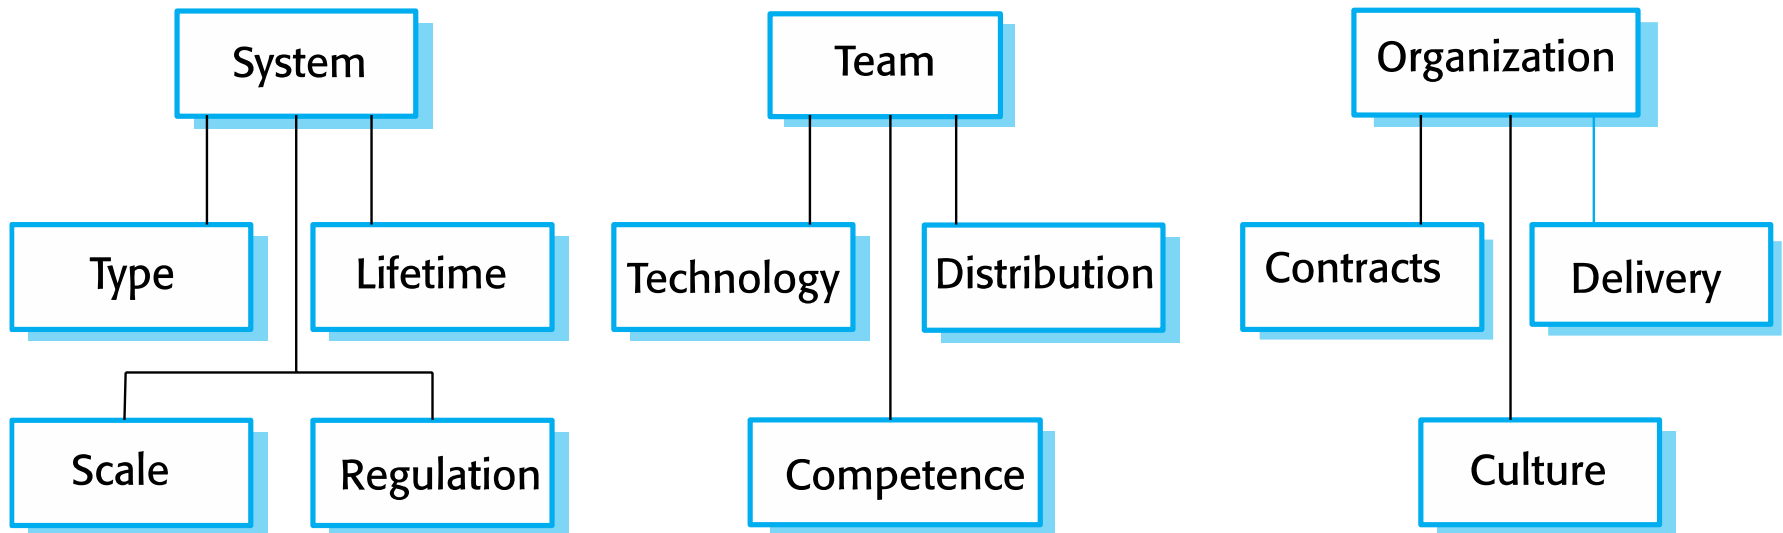 System
Team
Organization
Type
Lifetime
Technology
Distribution
Contracts
Delivery
Scale
Regulation
Competence
Culture